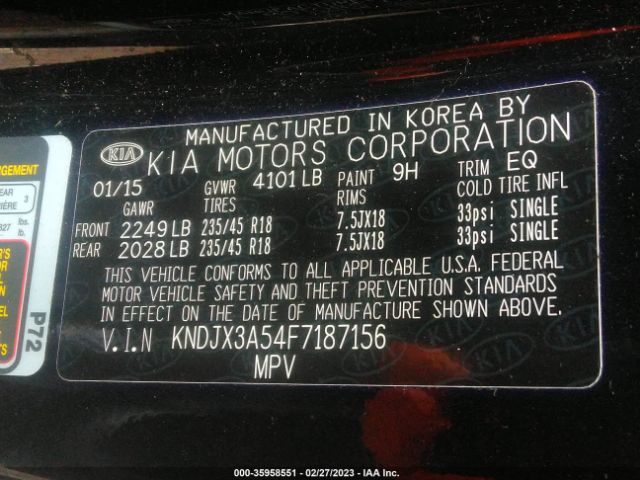 MANUFACTURED IN KOREA BY
KIA KIA MOTORS CORPORATION
01/15 GVWR 4101 LB PAINT 9H TRIM EQ
GAWR TIRES RIMS COLD TIRE INFL
FRONT 2249 LB 235/45 R18 7.5JX18 33psi SINGLE
REAR 2028 LB 235/45 R18 7.5JX18 33psi SINGLE
THIS VEHICLE CONFORMS TO ALL APPLICABLE U.S.A. FEDERAL
MOTOR VEHICLE SAFETY AND THEFT PREVENTION STANDARDS
IN EFFECT ON THE DATE OF MANUFACTURE SHOWN ABOVE.
V.I.N KNDJX3A54F7187156
MPV
P72
3
lbs.
000-35958551 - 02/27/2023 - IAA Inc.